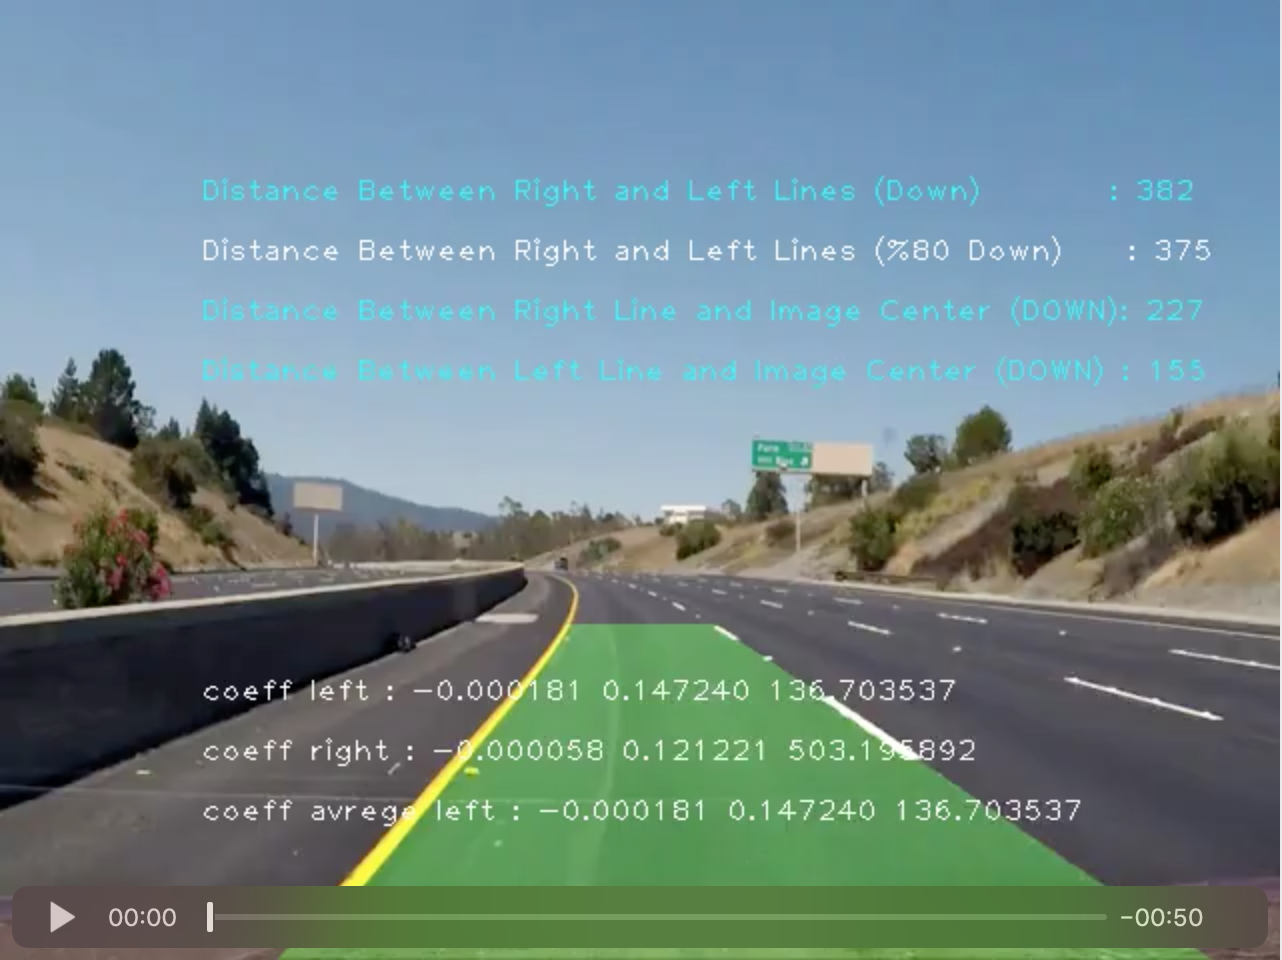 Distance Between Right and Left Lines (Down) : 382
Distance Between Right and Left Lines (%80 Down) : 375
Distance Between Right Line and Image Center (DOWN): 227
Distance Between Left Line and Image Center (DOWN) : 155
coeff left : -0.000181 0.147240 136.703537
coeff right : -0.000058 0.121221 503.195892
coeff avrege left : -0.000181 0.147240 136.703537
00:00 -00:50